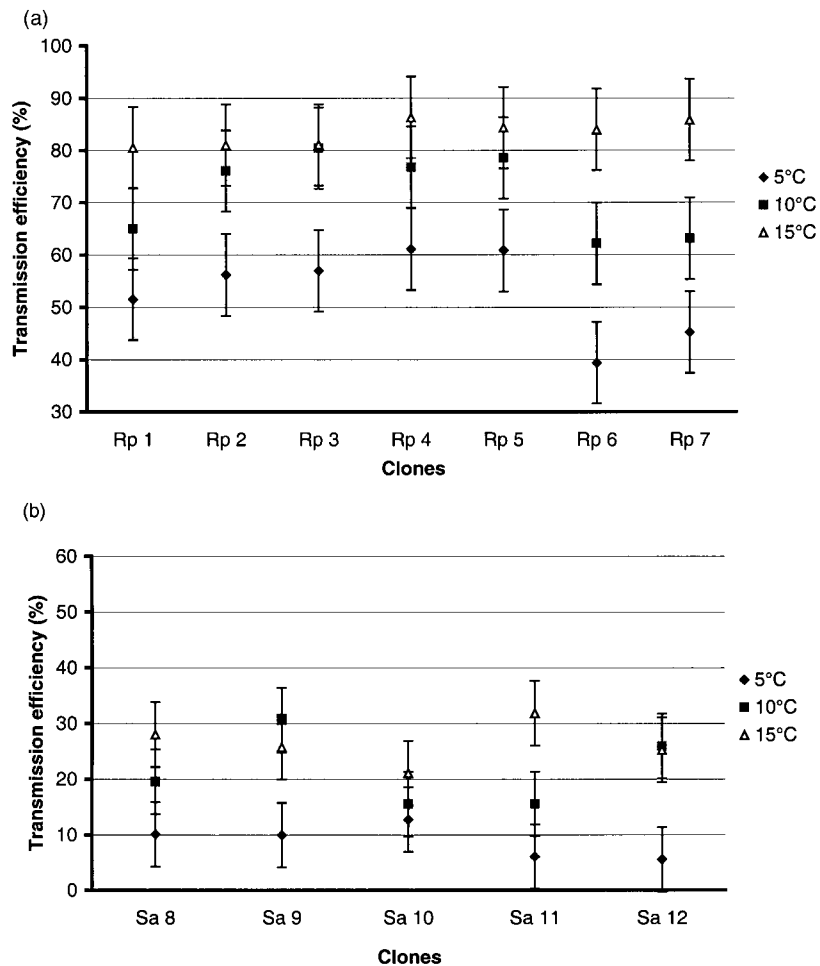 (a)
100
90
80
70
60
50
40
30
Transmission efficiency (%)
Rp 1 Rp 2 Rp 3 Rp 4 Rp 5 Rp 6 Rp 7
Clones
5°C
10°C
15°C
(b)
60
50
40
30
20
10
0
Transmission efficiency (%)
Sa 8 Sa 9 Sa 10 Sa 11 Sa 12
Clones
5°C
10°C
15°C